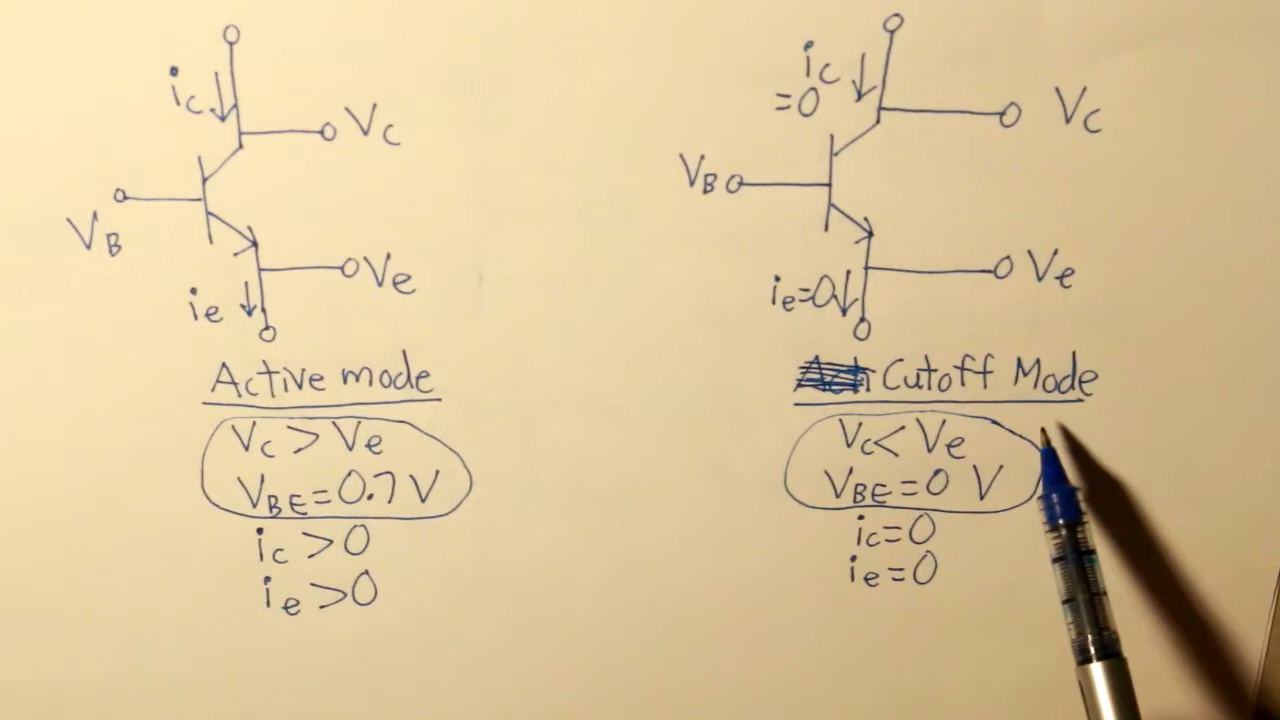 ic
Vc
VB
Ve
ie
Active mode
Vc > Ve
VBE = 0.7 V
ic > 0
ie > 0
ic
=0
Vc
VB
Ve
ie=0
Cutoff Mode
Vc < Ve
VBE = 0 V
ic = 0
ie = 0